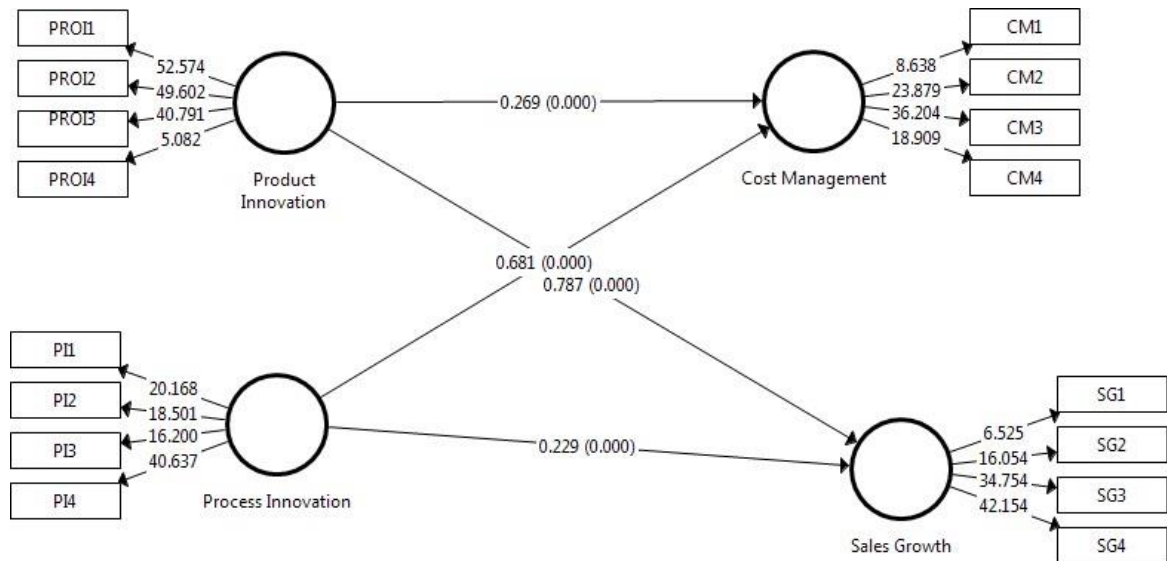 PROI1
PROI2
PROI3
PROI4
52.574
49.602
40.791
5.082
Product
Innovation
0.269 (0.000)
Cost Management
8.638
23.879
36.204
18.909
CM1
CM2
CM3
CM4
0.681 (0.000)
0.787 (0.000)
PI1
PI2
PI3
PI4
20.168
18.501
16.200
40.637
Process Innovation
0.229 (0.000)
Sales Growth
6.525
16.054
34.754
42.154
SG1
SG2
SG3
SG4